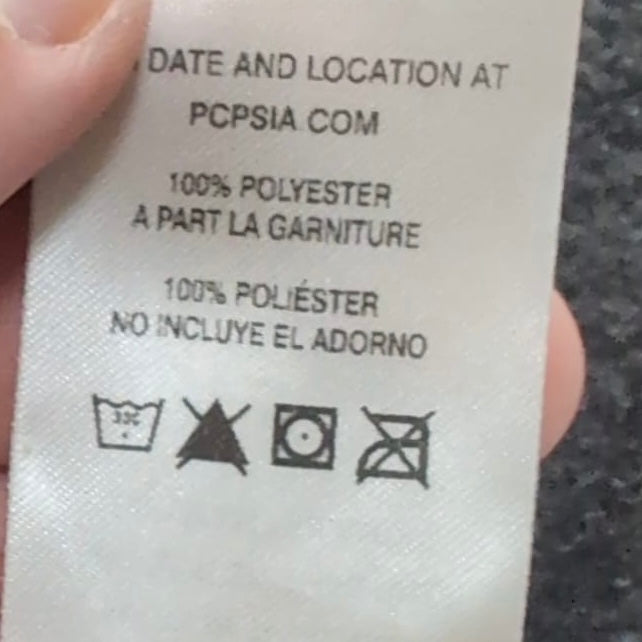 DATE AND LOCATION AT
PCPSIA.COM
100% POLYESTER
A PART LA GARNITURE
100% POLIÉSTER
NO INCLUYE EL ADORNO